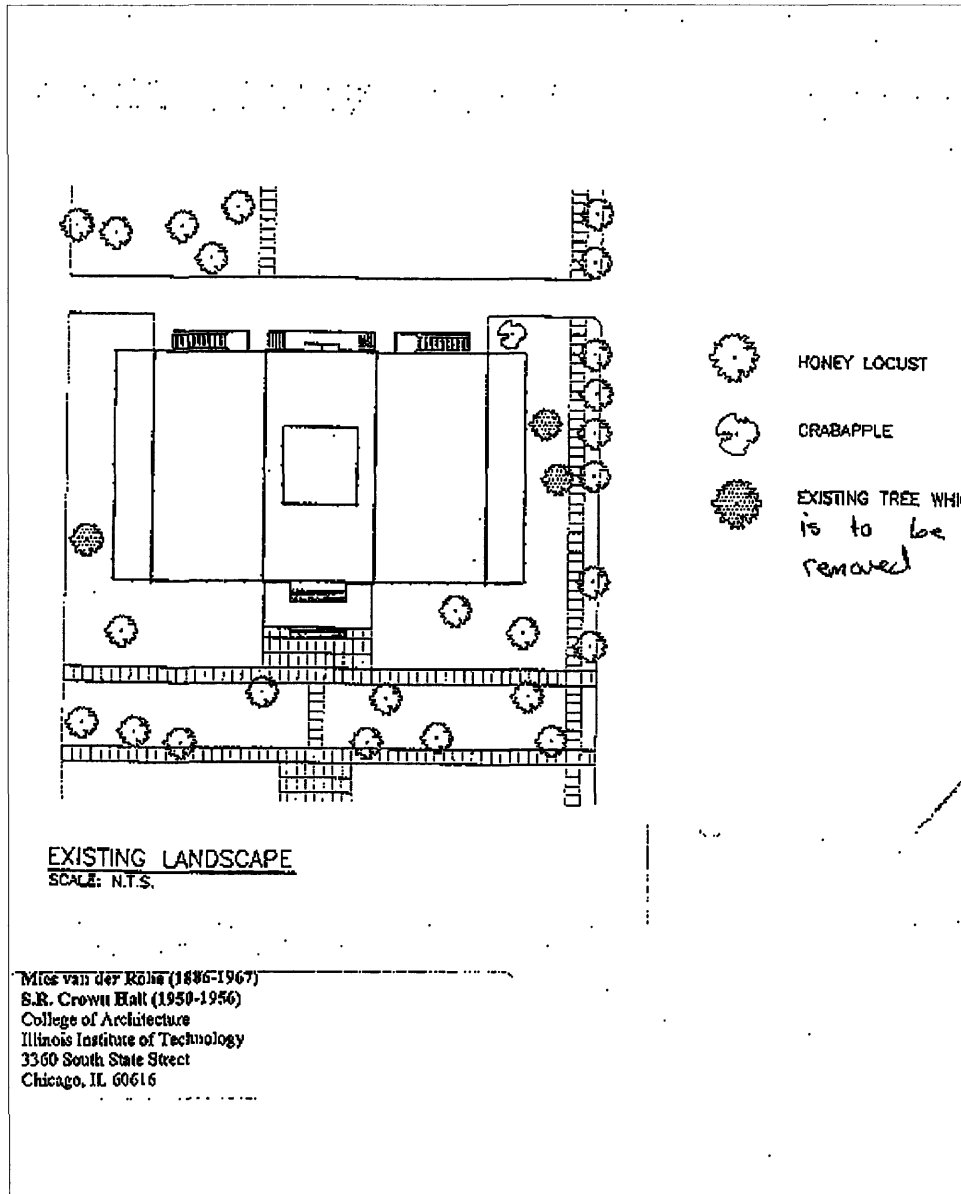 HONEY LOCUST
CRABAPPLE
EXISTING TREE WHI
is to be
removed
EXISTING LANDSCAPE
SCALE: N.T.S.
Mies van der Rohe (1886-1967)
S.R. Crown Hall (1950-1956)
College of Architecture
Illinois Institute of Technology
3360 South State Street
Chicago, IL 60616